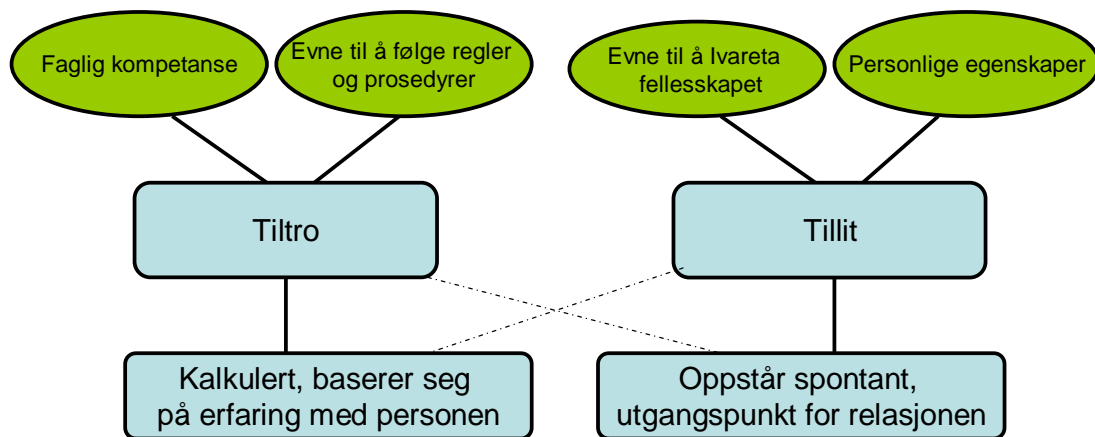 Faglig kompetanse
Evne til å følge regler
og prosedyrer
Evne til å Ivareta
fellesskapet
Personlige egenskaper
Tiltro
Tillit
Kalkulert, baserer seg
på erfaring med personen
Oppstår spontant,
utgangspunkt for relasjonen